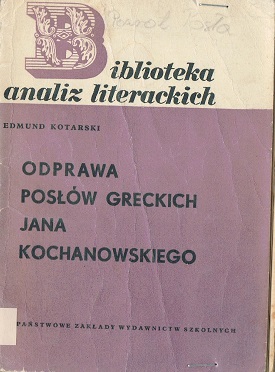 Biblioteka
analiz literackich
EDMUND KOTARSKI
ODPRAWA
POSŁÓW GRECKICH
JANA
KOCHANOWSKIEGO
PAŃSTWOWE ZAKŁADY WYDAWNICTW SZKOLNYCH